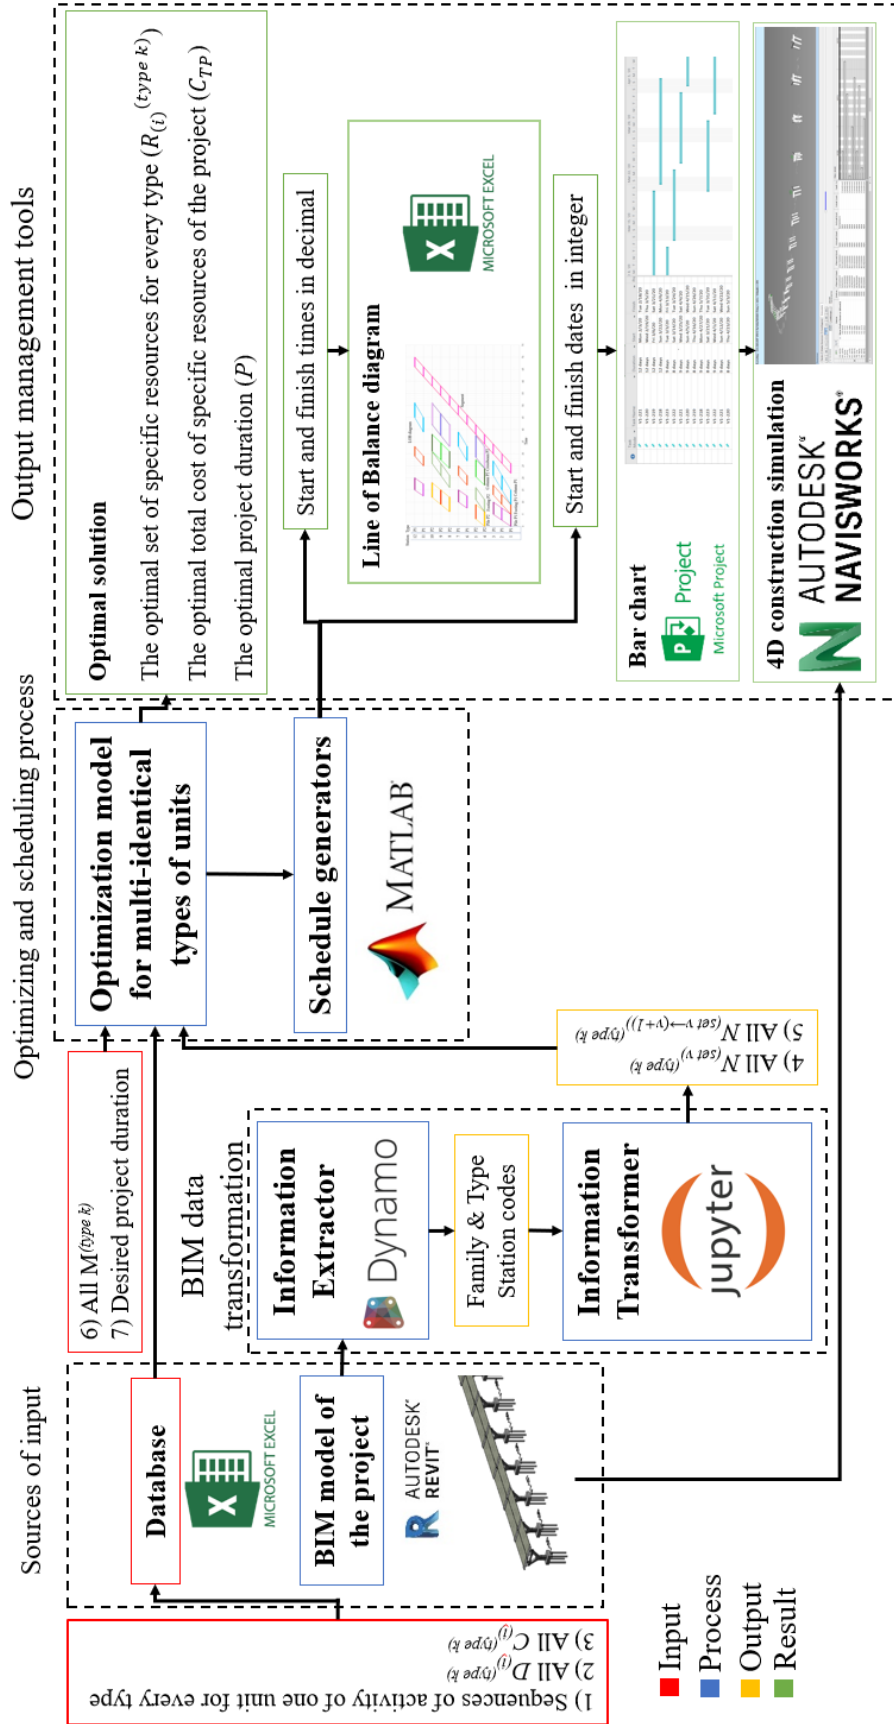 Sources of input
1) Sequences of activity of one unit for every type
2) All D(i)(type k)
3) All C(i)(type k)
Database
MICROSOFT EXCEL
BIM model of
the project
AUTODESK®
REVIT®
6) All M(type k)
7) Desired project duration
BIM data
transformation
Information
Extractor
Dynamo
Family & Type
Station codes
Information
Transformer
jupyter
4) All N(set v)(type k)
5) All N(set v→(v+1))(type k)
Optimizing and scheduling process
Optimization model
for multi-identical
types of units
Schedule generators
MATLAB®
Output management tools
Optimal solution
The optimal set of specific resources for every type (R(i)(type k))
The optimal total cost of specific resources of the project (CTP)
The optimal project duration (P)
Start and finish times in decimal
Line of Balance diagram
MICROSOFT EXCEL
Start and finish dates in integer
Bar chart
Project
Microsoft Project
4D construction simulation
AUTODESK®
NAVISWORKS®
Input
Process
Output
Result